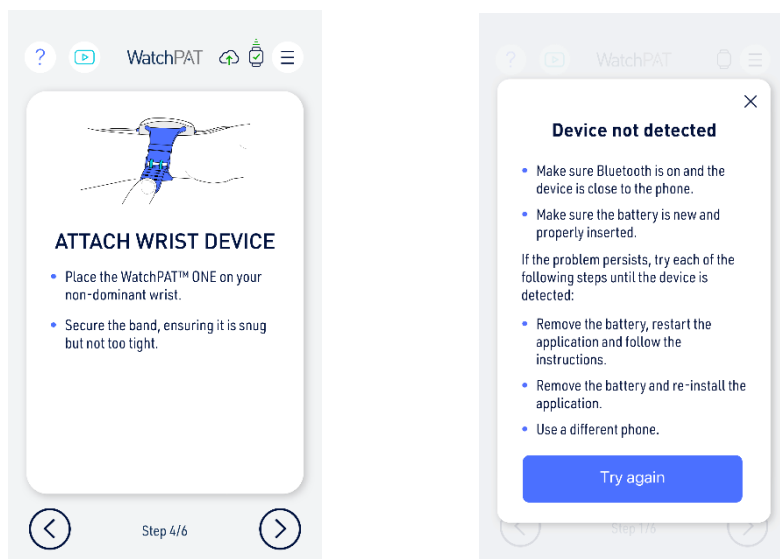 ? WatchPAT
ATTACH WRIST DEVICE
• Place the WatchPAT™ ONE on your
non-dominant wrist.
• Secure the band, ensuring it is snug
but not too tight.
Step 4/6
? WatchPAT
Device not detected
• Make sure Bluetooth is on and the
device is close to the phone.
• Make sure the battery is new and
properly inserted.
If the problem persists, try each of the
following steps until the device is
detected:
• Remove the battery, restart the
application and follow the
instructions.
• Remove the battery and re-install the
application.
• Use a different phone.
Try again
Step 1/6